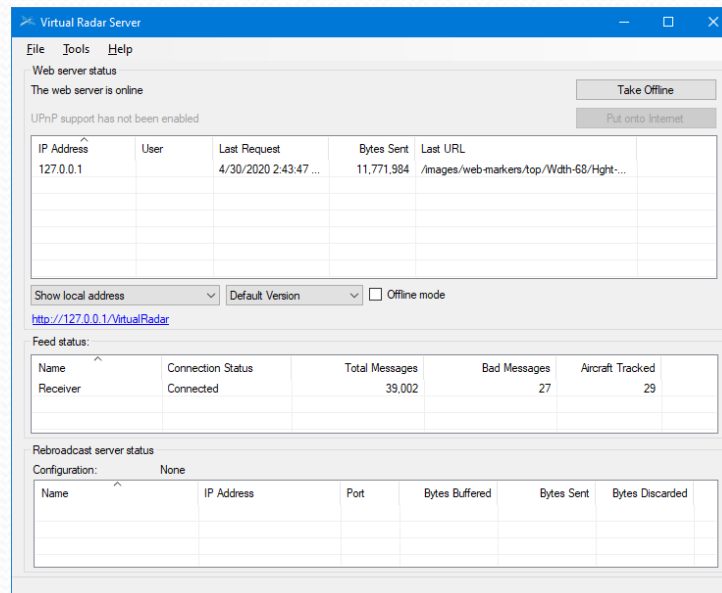 Virtual Radar Server
File Tools Help
Web server status
The web server is online
Take Offline
UPnP support has not been enabled
Put onto Internet
IP Address User Last Request Bytes Sent Last URL
127.0.0.1 4/30/2020 2:43:47 ... 11,771,984 /images/web-markers/top/Wdth-68/Hght-...
Show local address Default Version Offline mode
http://127.0.0.1/VirtualRadar
Feed status:
Name Connection Status Total Messages Bad Messages Aircraft Tracked
Receiver Connected 39,002 27 29
Rebroadcast server status
Configuration: None
Name IP Address Port Bytes Buffered Bytes Sent Bytes Discarded